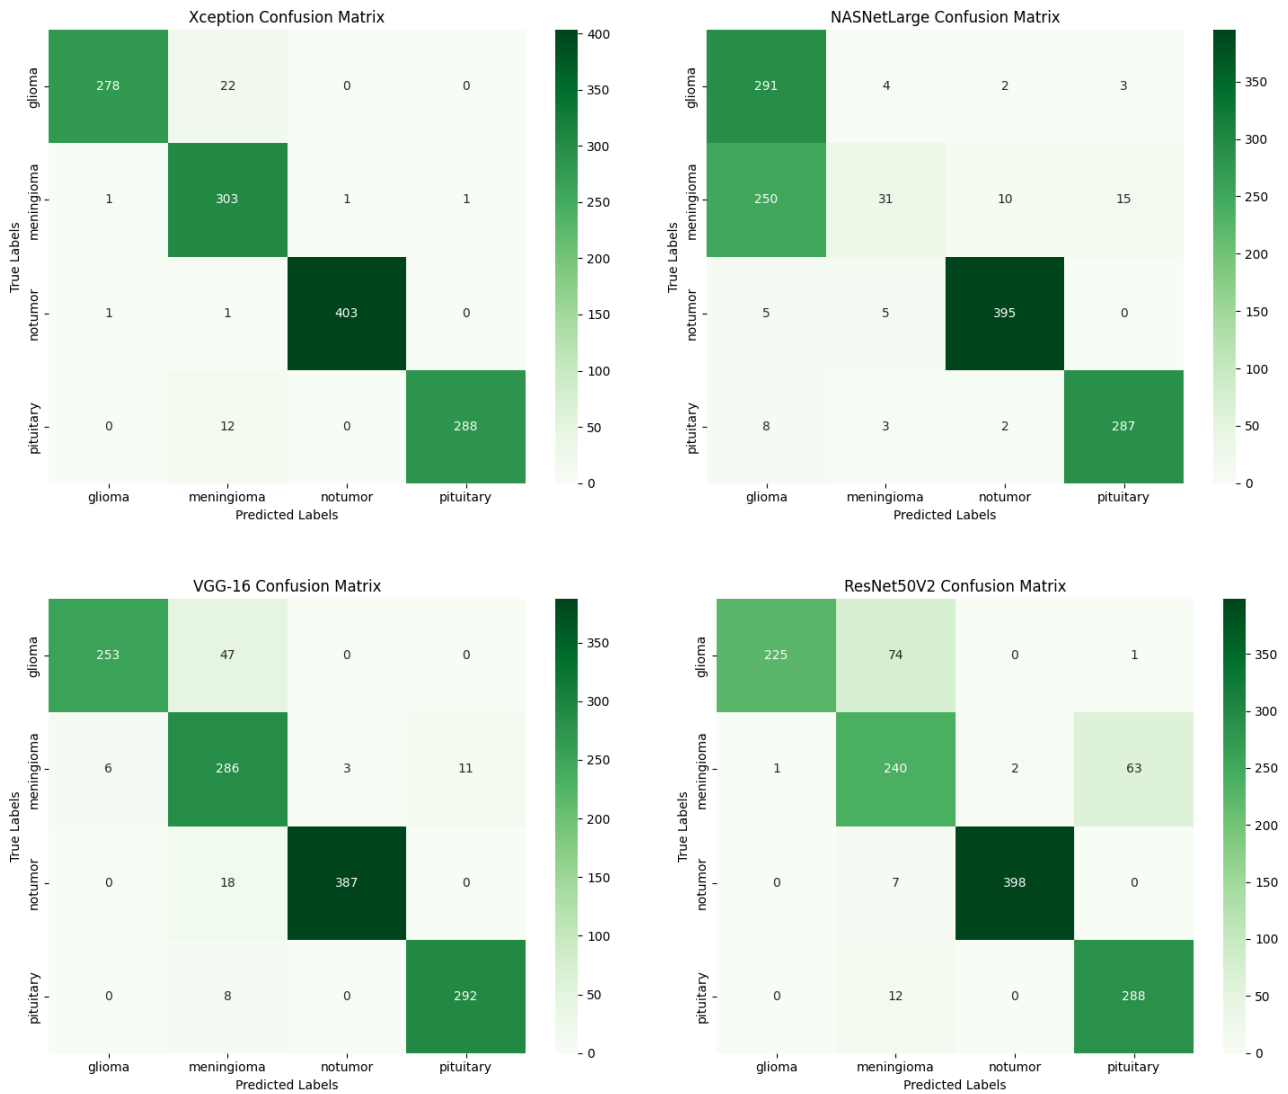 Xception Confusion Matrix
True Labels
glioma 278 22 0 0
meningioma 1 303 1 1
notumor 1 1 403 0
pituitary 0 12 0 288
glioma meningioma notumor pituitary
Predicted Labels
400
350
300
250
200
150
100
50
0
NASNetLarge Confusion Matrix
True Labels
glioma 291 4 2 3
meningioma 250 31 10 15
notumor 5 5 395 0
pituitary 8 3 2 287
glioma meningioma notumor pituitary
Predicted Labels
350
300
250
200
150
100
50
0
VGG-16 Confusion Matrix
True Labels
glioma 253 47 0 0
meningioma 6 286 3 11
notumor 0 18 387 0
pituitary 0 8 0 292
glioma meningioma notumor pituitary
Predicted Labels
350
300
250
200
150
100
50
0
ResNet50V2 Confusion Matrix
True Labels
glioma 225 74 0 1
meningioma 1 240 2 63
notumor 0 7 398 0
pituitary 0 12 0 288
glioma meningioma notumor pituitary
Predicted Labels
350
300
250
200
150
100
50
0